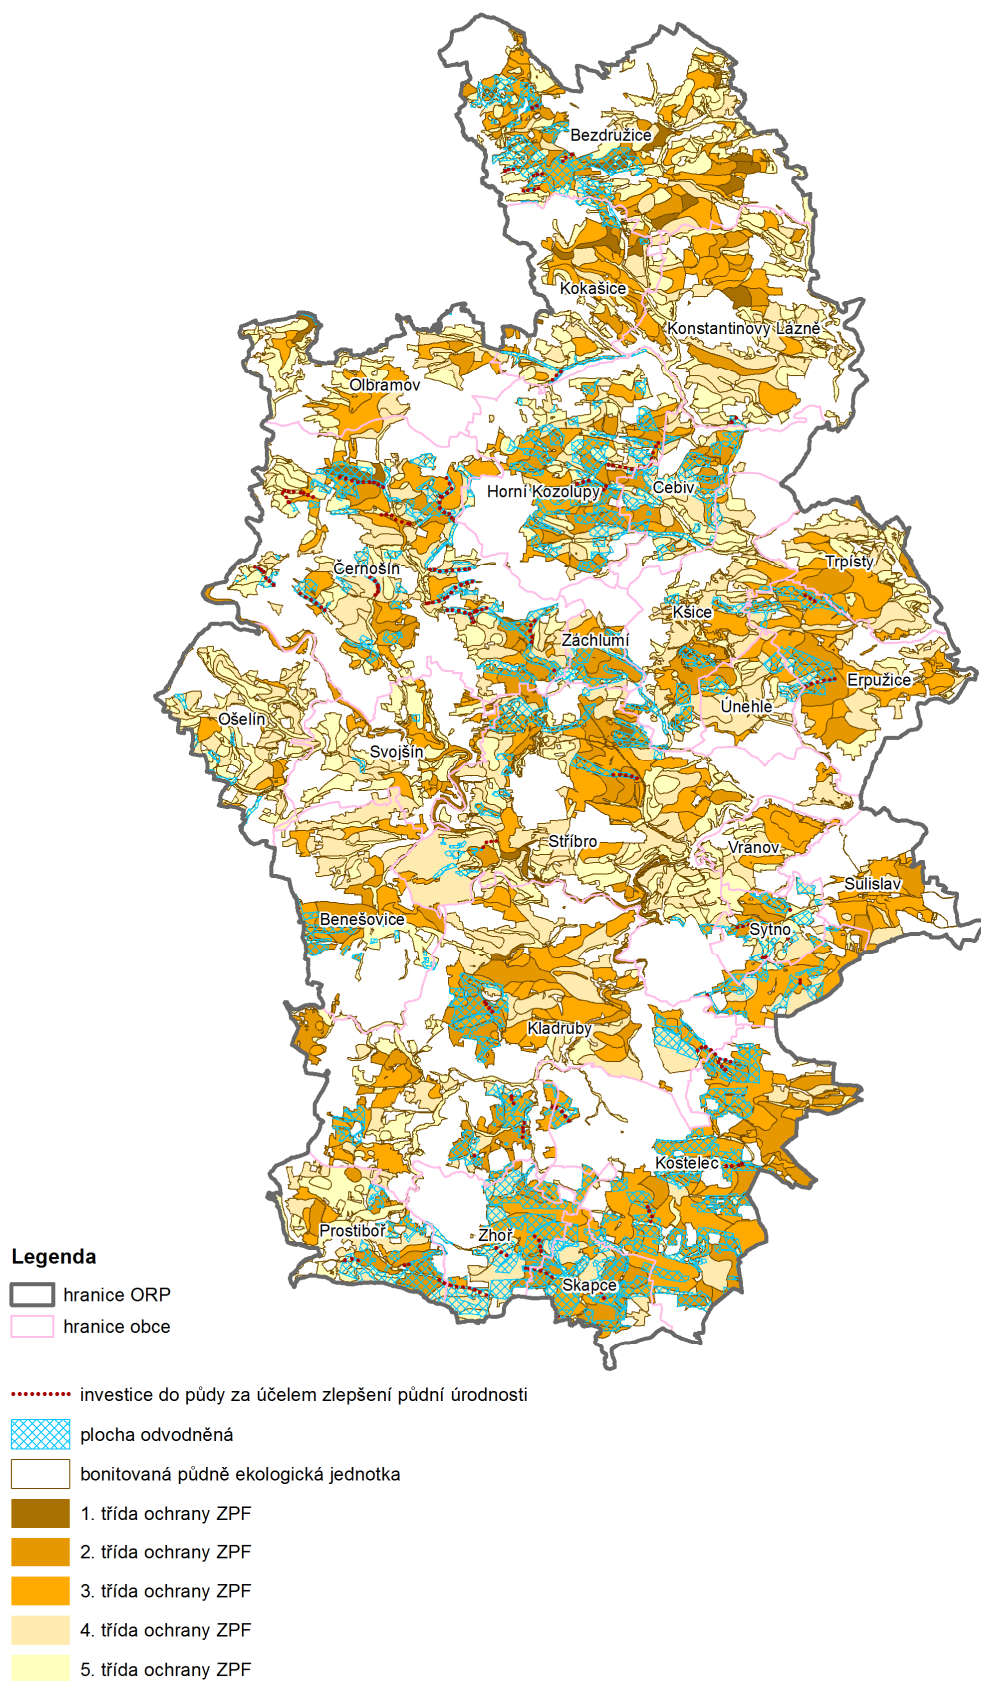 Bezdružice
Kokašice
Konstantinovy Lázně
Olbramov
Horní Kozolupy
Cebiv
Černošín
Trpísty
Kšice
Záchlumí
Erpužice
Únehle
Ošelín
Svojšín
Stříbro
Vranov
Sulislav
Benešovice
Sytno
Kladruby
Kostelec
Prostiboř
Zhoř
Skapce
Legenda
hranice ORP
hranice obce
investice do půdy za účelem zlepšení půdní úrodnosti
plocha odvodněná
bonitovaná půdně ekologická jednotka
1. třída ochrany ZPF
2. třída ochrany ZPF
3. třída ochrany ZPF
4. třída ochrany ZPF
5. třída ochrany ZPF